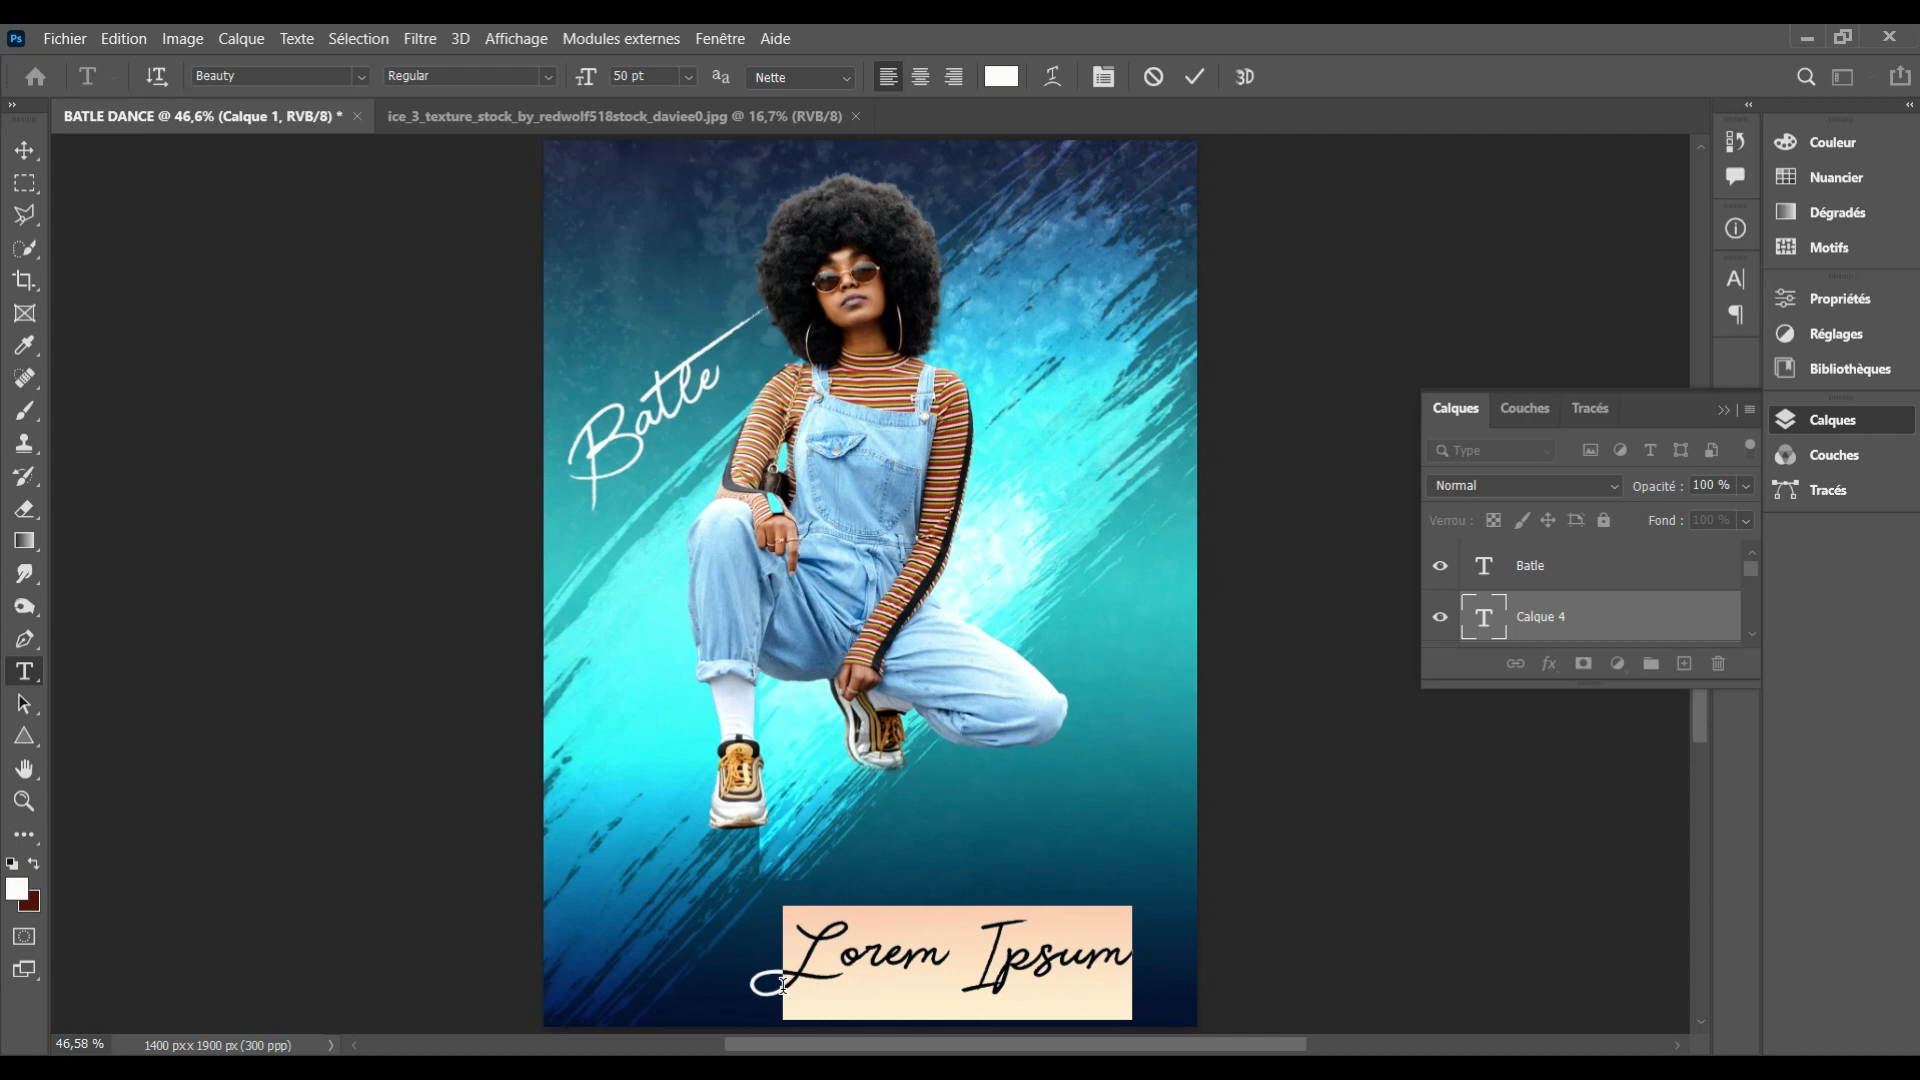 Ps Fichier Edition Image Calque Texte Sélection Filtre 3D Affichage Modules externes Fenêtre Aide
Beauty Regular 50 pt aa Nette 3D
BATLE DANCE @ 46,6% (Calque 1, RVB/8) * ice_3_texture_stock_by_redwolf518stock_daviee0.jpg @ 16,7% (RVB/8)
Couleur
Nuancier
Dégradés
Motifs
Propriétés
Réglages
Bibliothèques
Calques
Couches
Tracés
Batle
Lorem Ipsum
Calques Couches Tracés
Type
Normal Opacité : 100 %
Verrou : Fond : 100 %
Batle
Calque 4
46,58 % 1400 px x 1900 px (300 ppp)